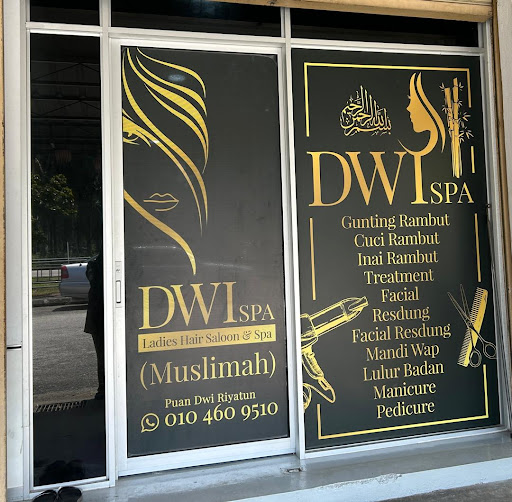 DWI SPA
Ladies Hair Saloon & Spa
(Muslimah)
Puan Dwi Riyatun
010 460 9510
بسم الله الرحمن الرحيم
DWI SPA
Gunting Rambut
Cuci Rambut
Inai Rambut
Treatment
Facial
Resdung
Facial Resdung
Mandi Wap
Lulur Badan
Manicure
Pedicure